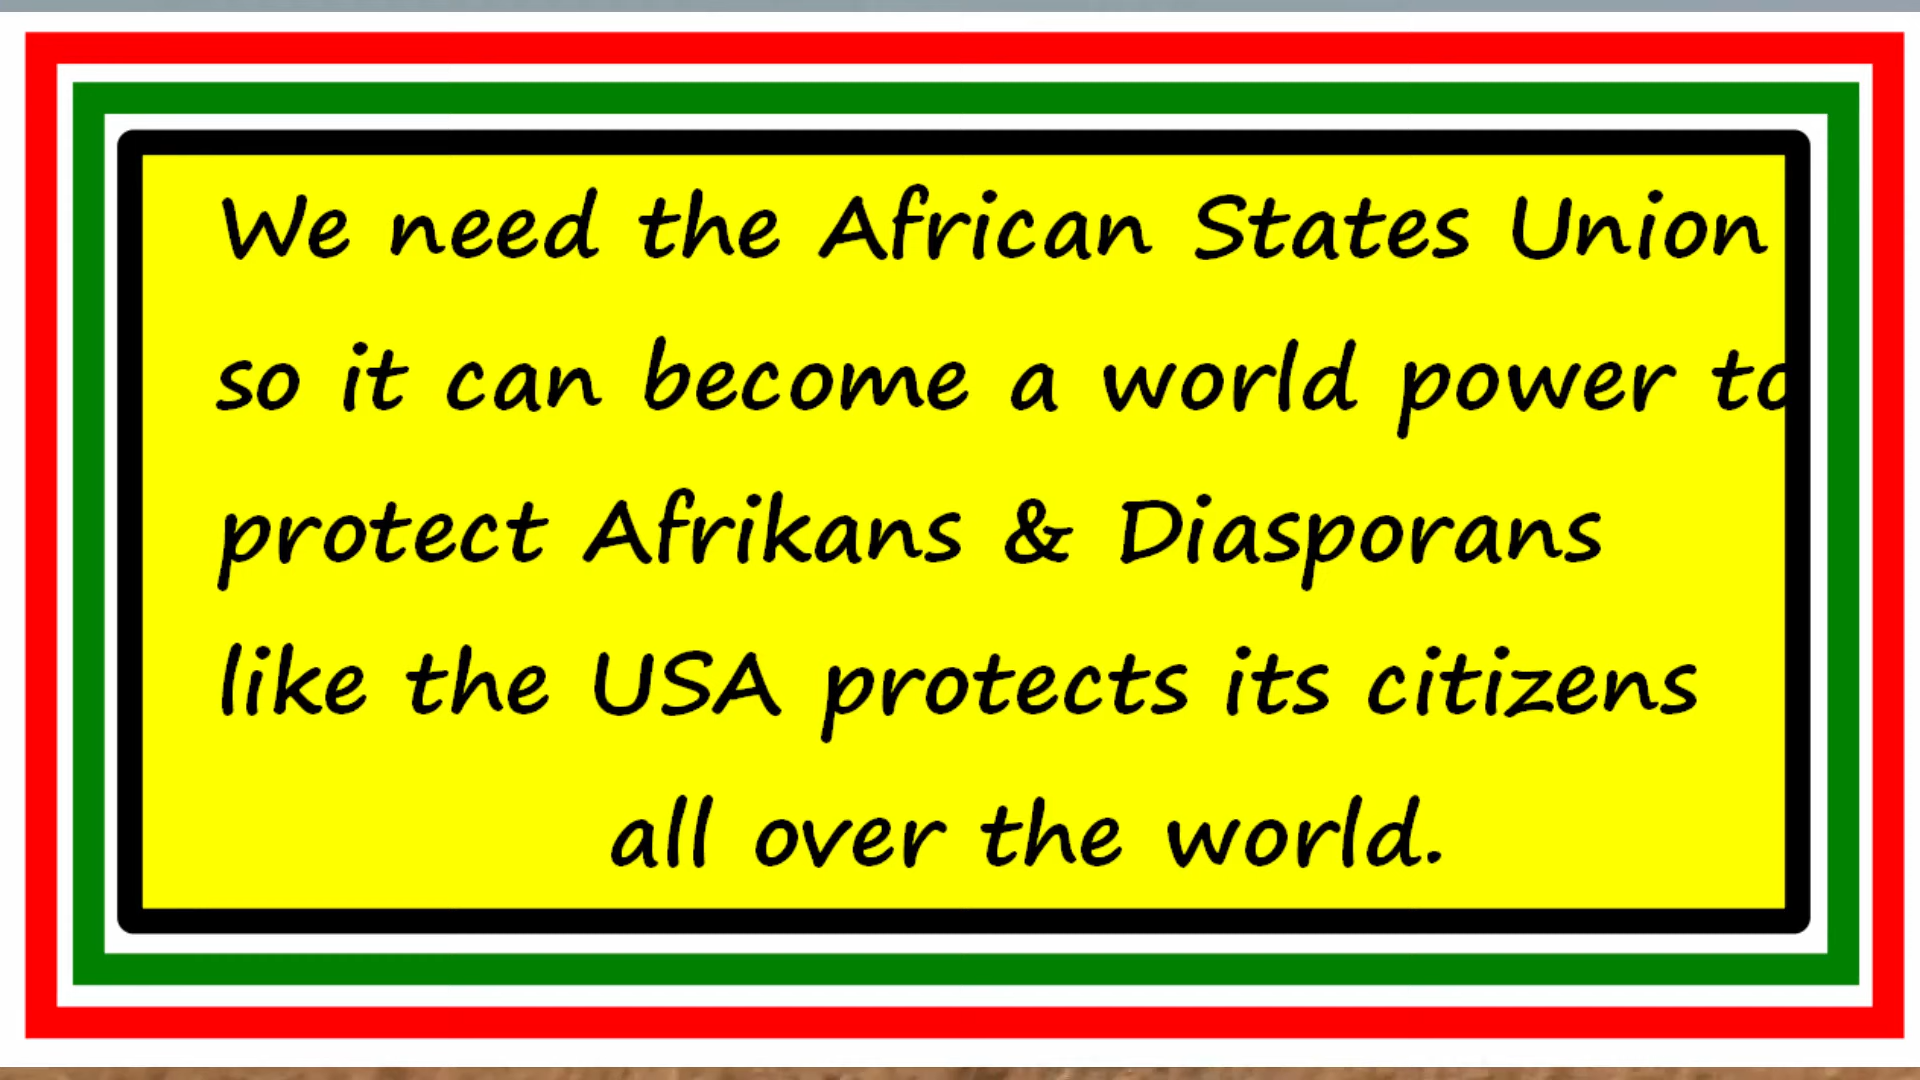 We need the African States Union
so it can become a world power to
protect Afrikans & Diasporans
like the USA protects its citizens
all over the world.